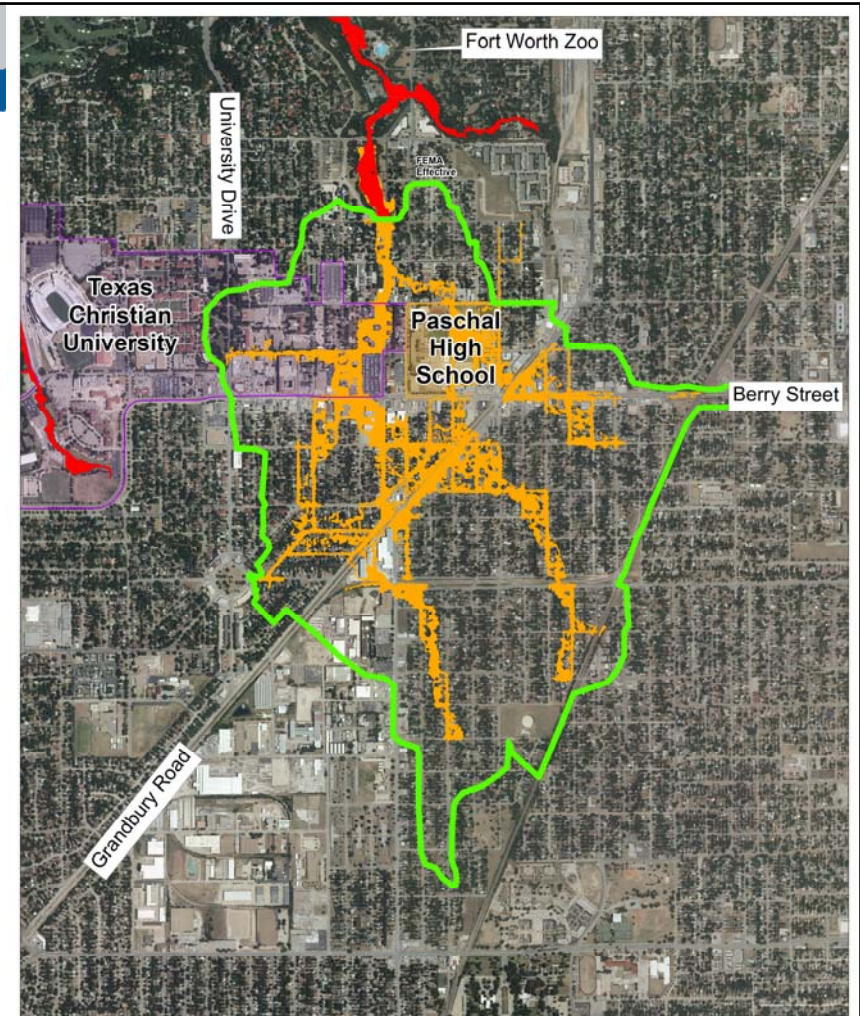 Fort Worth Zoo
University Drive
FEMA
Effective
Texas
Christian
University
Paschal
High
School
Berry Street
Grandbury Road